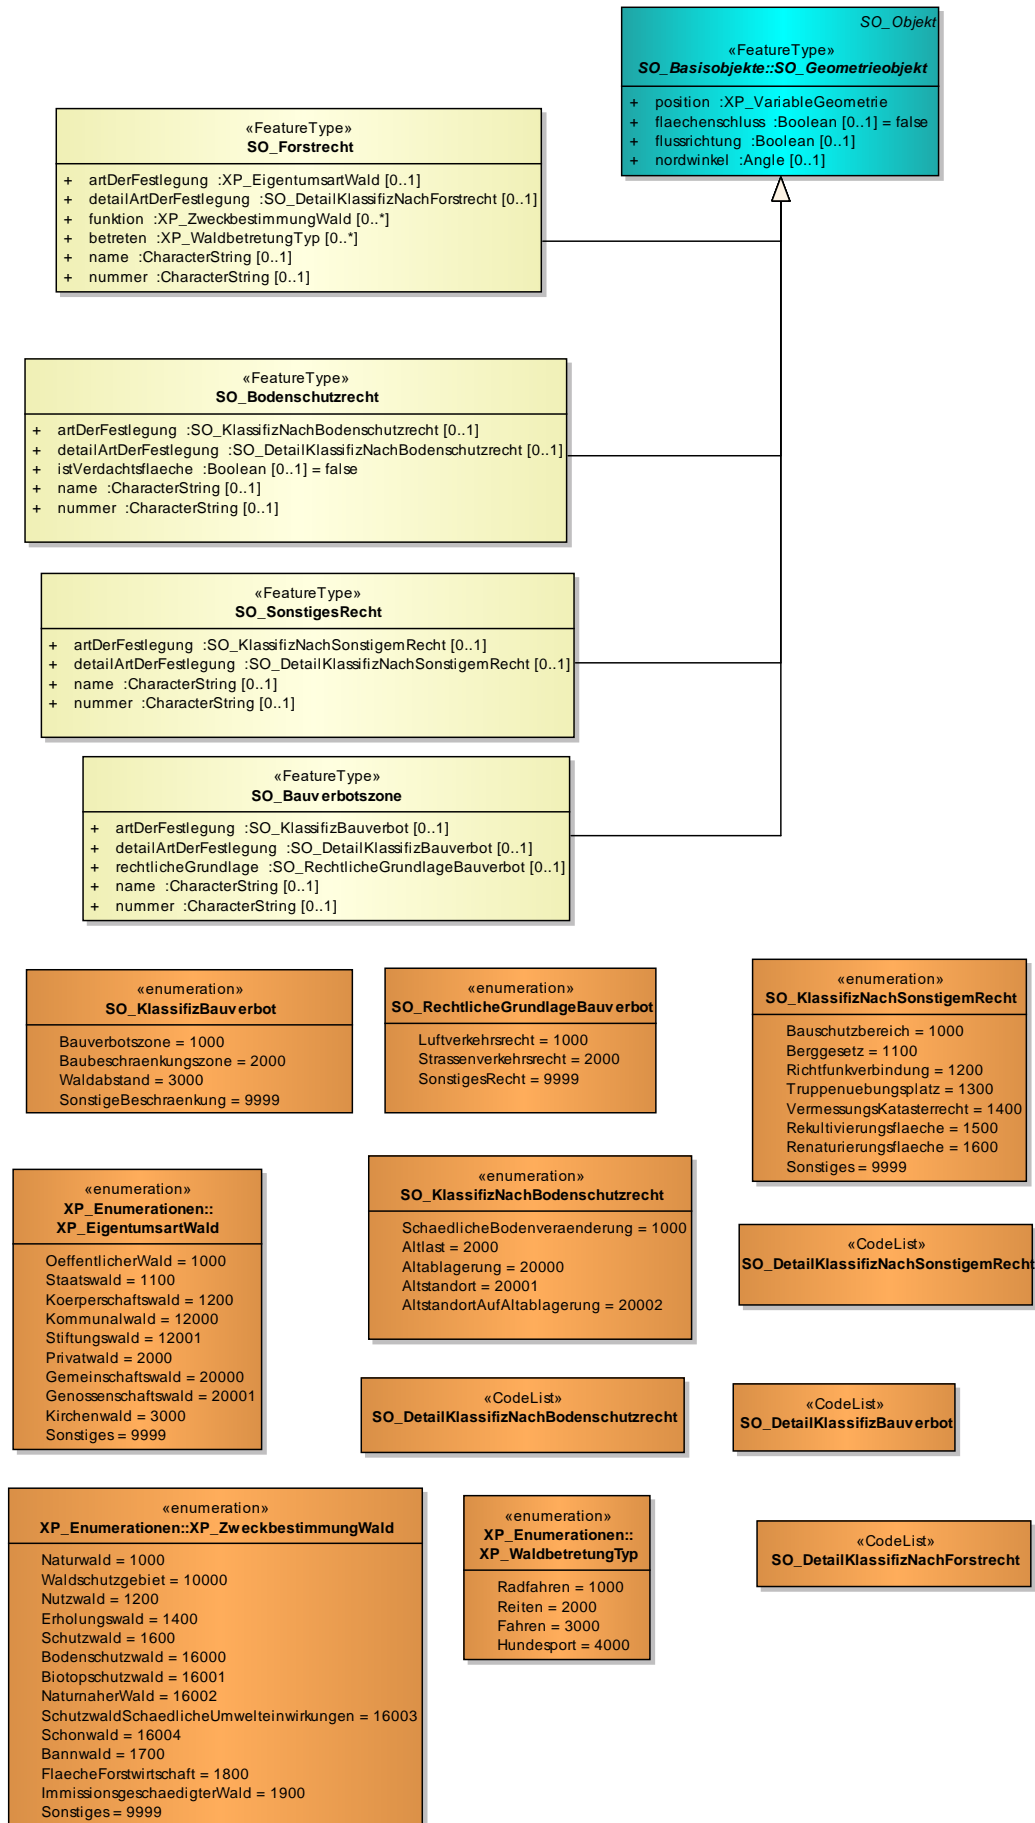 SO_Objekt
«FeatureType»
SO_Basisobjekte::SO_Geometrieobjekt
+ position :XP_VariableGeometrie
+ flaechenschluss :Boolean [0..1] = false
+ flussrichtung :Boolean [0..1]
+ nordwinkel :Angle [0..1]
«FeatureType»
SO_Forstrecht
+ artDerFestlegung :XP_EigentumsartWald [0..1]
+ detailArtDerFestlegung :SO_DetailKlassifizNachForstrecht [0..1]
+ funktion :XP_ZweckbestimmungWald [0..*]
+ betreten :XP_WaldbetretungTyp [0..*]
+ name :CharacterString [0..1]
+ nummer :CharacterString [0..1]
«FeatureType»
SO_Bodenschutzrecht
+ artDerFestlegung :SO_KlassifizNachBodenschutzrecht [0..1]
+ detailArtDerFestlegung :SO_DetailKlassifizNachBodenschutzrecht [0..1]
+ istVerdachtsflaeche :Boolean [0..1] = false
+ name :CharacterString [0..1]
+ nummer :CharacterString [0..1]
«FeatureType»
SO_SonstigesRecht
+ artDerFestlegung :SO_KlassifizNachSonstigemRecht [0..1]
+ detailArtDerFestlegung :SO_DetailKlassifizNachSonstigemRecht [0..1]
+ name :CharacterString [0..1]
+ nummer :CharacterString [0..1]
«FeatureType»
SO_Bauverbotszone
+ artDerFestlegung :SO_KlassifizBauverbot [0..1]
+ detailArtDerFestlegung :SO_DetailKlassifizBauverbot [0..1]
+ rechtlicheGrundlage :SO_RechtlicheGrundlageBauverbot [0..1]
+ name :CharacterString [0..1]
+ nummer :CharacterString [0..1]
«enumeration»
SO_KlassifizBauverbot
Bauverbotszone = 1000
Baubeschraenkungszone = 2000
Waldabstand = 3000
SonstigeBeschraenkung = 9999
«enumeration»
SO_RechtlicheGrundlageBauverbot
Luftverkehrsrecht = 1000
Strassenverkehrsrecht = 2000
SonstigesRecht = 9999
«enumeration»
SO_KlassifizNachSonstigemRecht
Bauschutzbereich = 1000
Berggesetz = 1100
Richtfunkverbindung = 1200
Truppenuebungsplatz = 1300
VermessungsKatasterrecht = 1400
Rekultivierungsflaeche = 1500
Renaturierungsflaeche = 1600
Sonstiges = 9999
«enumeration»
XP_Enumerationen::
XP_EigentumsartWald
OeffentlicherWald = 1000
Staatswald = 1100
Koerperschaftswald = 1200
Kommunalwald = 12000
Stiftungswald = 12001
Privatwald = 2000
Gemeinschaftswald = 20000
Genossenschaftswald = 20001
Kirchenwald = 3000
Sonstiges = 9999
«enumeration»
SO_KlassifizNachBodenschutzrecht
SchaedlicheBodenveraenderung = 1000
Altlast = 2000
Altablagerung = 20000
Altstandort = 20001
AltstandortAufAltablagerung = 20002
«CodeList»
SO_DetailKlassifizNachSonstigemRecht
«CodeList»
SO_DetailKlassifizNachBodenschutzrecht
«CodeList»
SO_DetailKlassifizBauverbot
«enumeration»
XP_Enumerationen::XP_ZweckbestimmungWald
Naturwald = 1000
Waldschutzgebiet = 10000
Nutzwald = 1200
Erholungswald = 1400
Schutzwald = 1600
Bodenschutzwald = 16000
Biotopschutzwald = 16001
NaturnaherWald = 16002
SchutzwaldSchaedlicheUmwelteinwirkungen = 16003
Schonwald = 16004
Bannwald = 1700
FlaecheForstwirtschaft = 1800
ImmissionsgeschaedigterWald = 1900
Sonstiges = 9999
«enumeration»
XP_Enumerationen::
XP_WaldbetretungTyp
Radfahren = 1000
Reiten = 2000
Fahren = 3000
Hundesport = 4000
«CodeList»
SO_DetailKlassifizNachForstrecht